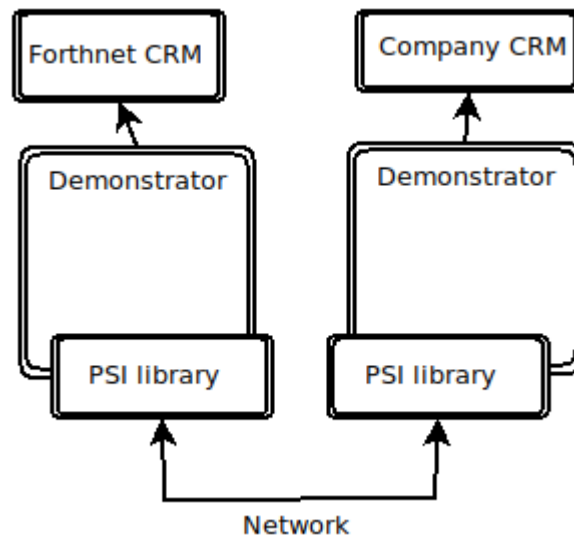 Forthnet CRM
Company CRM
Demonstrator
Demonstrator
PSI library
PSI library
Network